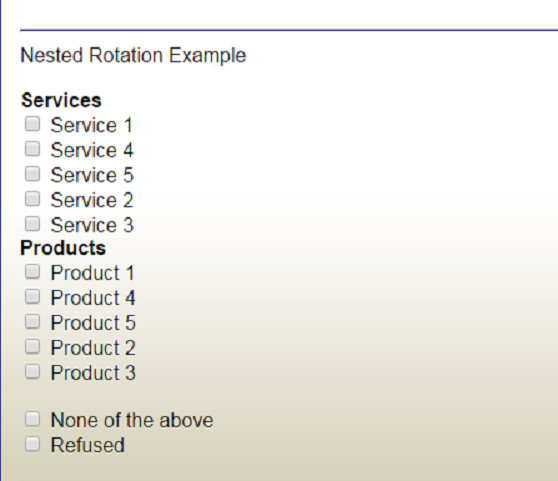 Nested Rotation Example
Services
Service 1
Service 4
Service 5
Service 2
Service 3
Products
Product 1
Product 4
Product 5
Product 2
Product 3
None of the above
Refused